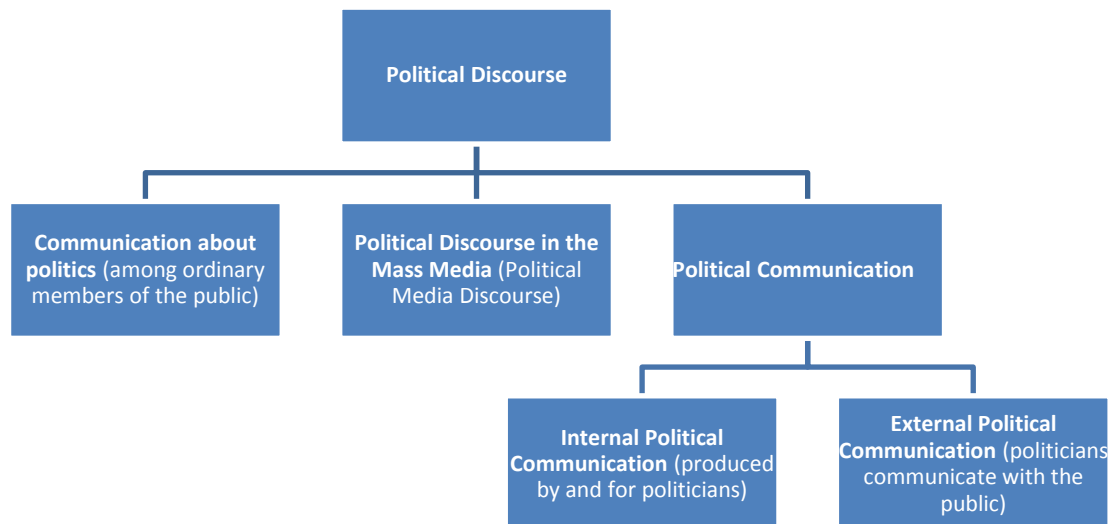 Political Discourse
Communication about
politics (among ordinary
members of the public)
Political Discourse in the
Mass Media (Political
Media Discourse)
Political Communication
Internal Political
Communication (produced
by and for politicians)
External Political
Communication (politicians
communicate with the
public)